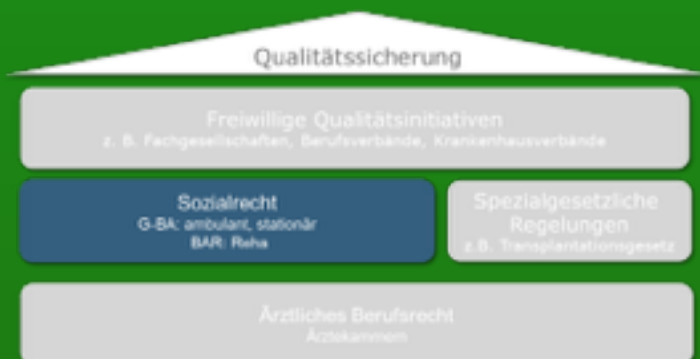 Qualitätssicherung
Freiwillige Qualitätsinitiativen
z. B. Fachgesellschaften, Berufsverbände, Krankenhausverbände
Sozialrecht
G-BA: ambulant, stationär
BAR: Reha
Spezialgesetzliche
Regelungen
z.B. Transplantationsgesetz
Ärztliches Berufsrecht
Ärztekammern